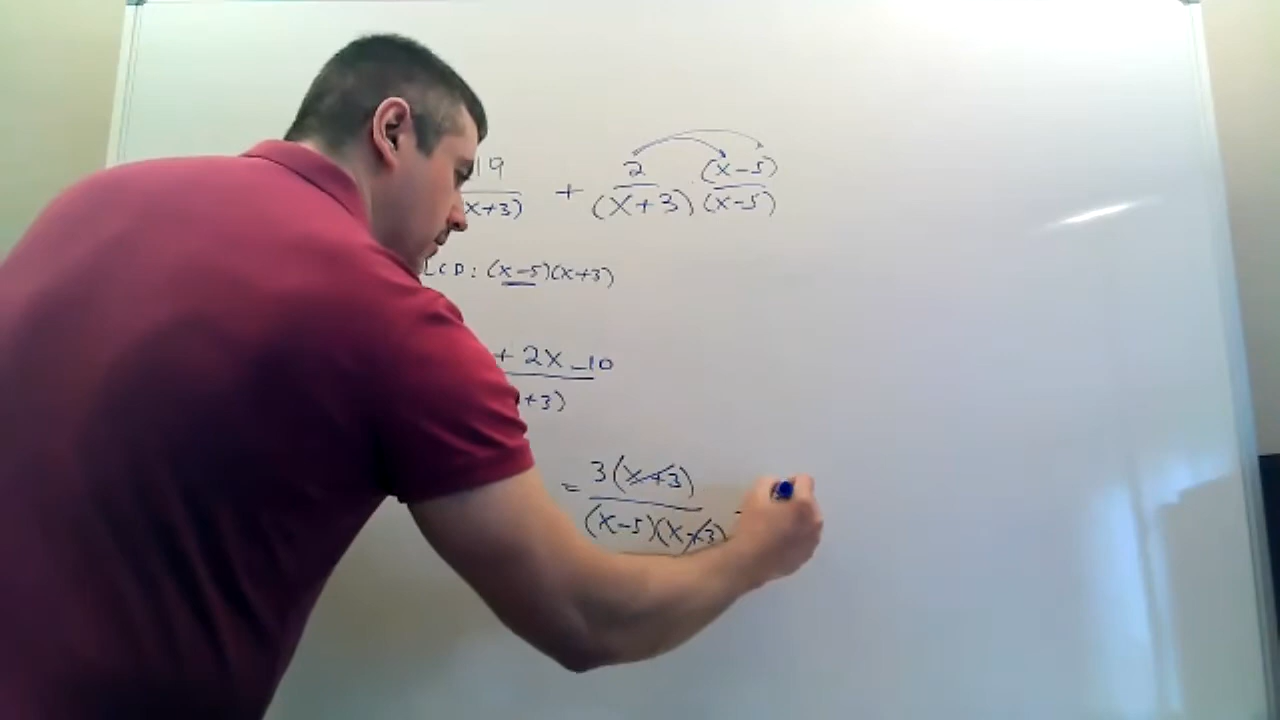 19 + 2 (x-5)
x+3) (x+3) (x-5)
LCD: (x-5)(x+3)
+ 2x - 10
+3)
= 3(x+3)
(x-5)(x+3)